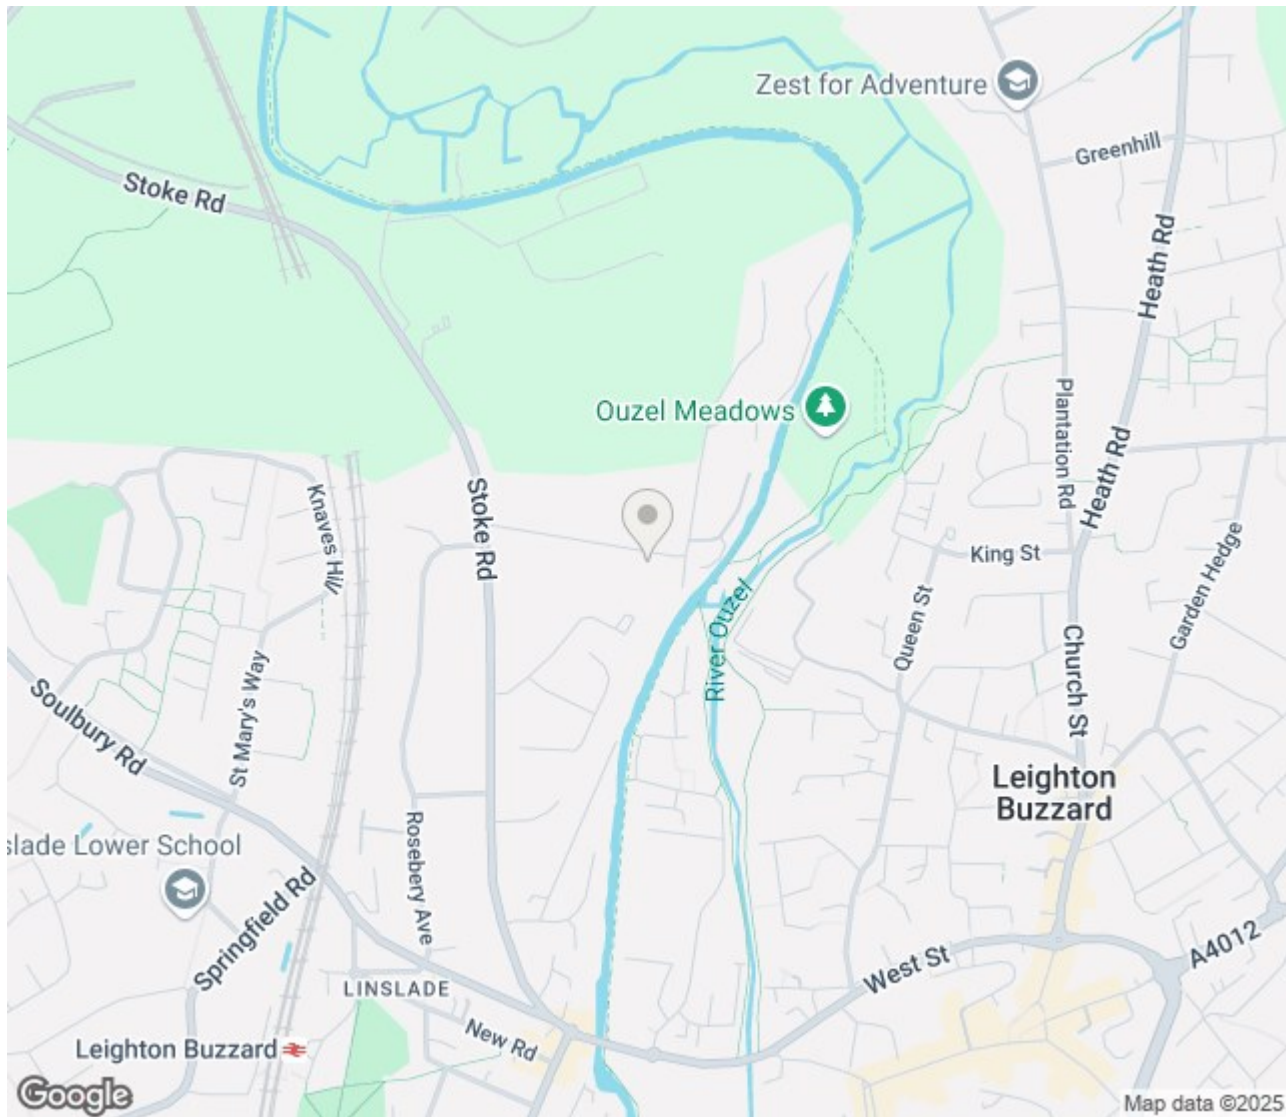 Zest for Adventure
Greenhill
Stoke Rd
Heath Rd
Ouzel Meadows
Plantation Rd
Heath Rd
Knaves Hill
Stoke Rd
King St
Garden Hedge
Queen St
River Ouzel
Church St
St Mary's Way
Soulbury Rd
Leighton
Buzzard
slade Lower School
Rosebery Ave
Springfield Rd
West St
A4012
LINSLADE
New Rd
Leighton Buzzard
Google
Map data ©2025